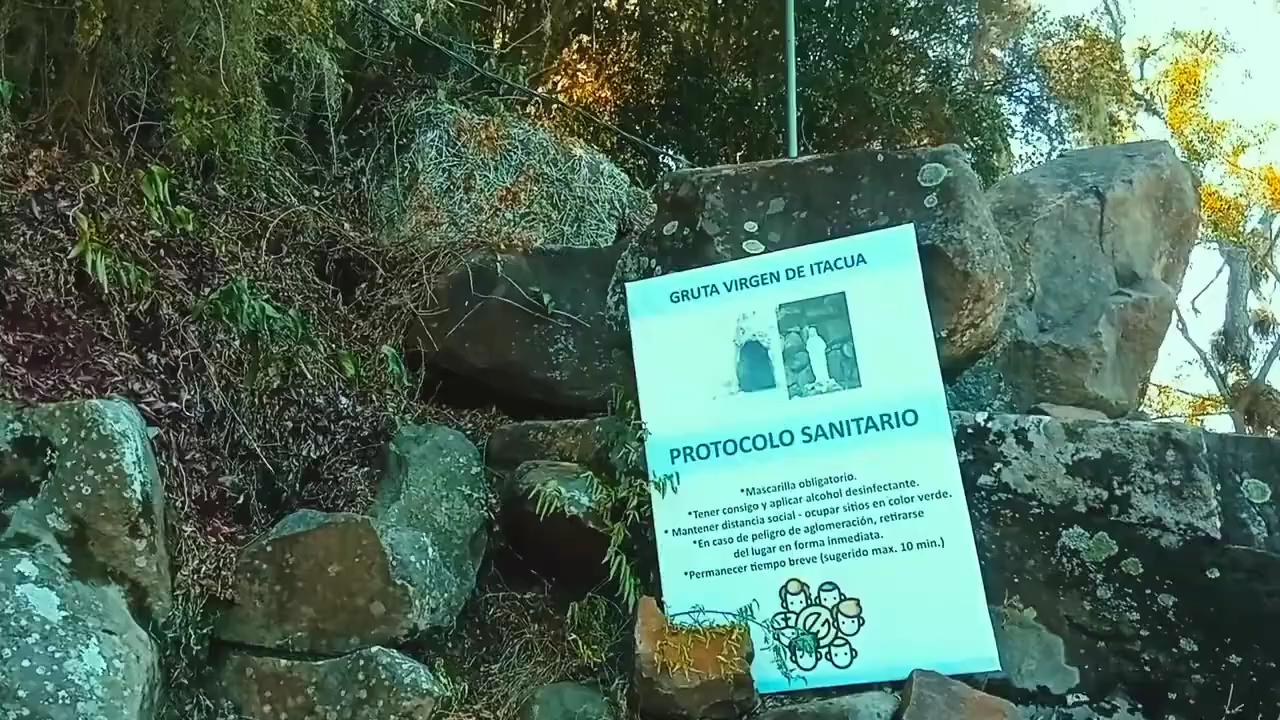 GRUTA VIRGEN DE ITACUA
PROTOCOLO SANITARIO
*Mascarilla obligatorio.
*Tener consigo y aplicar alcohol desinfectante.
* Mantener distancia social - ocupar sitios en color verde.
*En caso de peligro de aglomeración, retirarse
del lugar en forma inmediata.
*Permanecer tiempo breve (sugerido max. 10 min.)